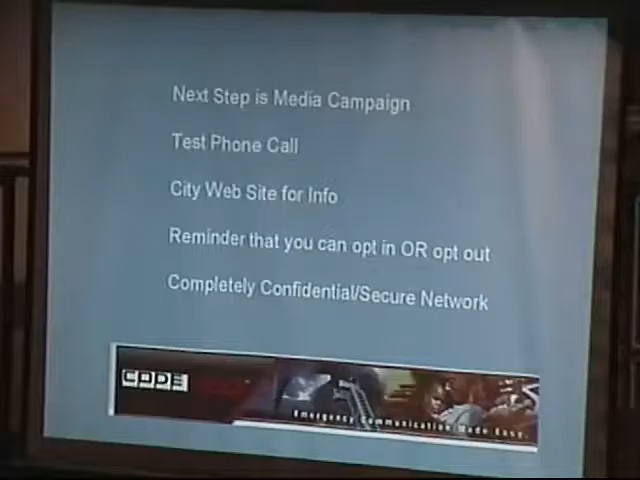 Next Step is Media Campaign
Test Phone Call
City Web Site for Info
Reminder that you can opt in OR opt out
Completely Confidential/Secure Network
CODE
Emergency Communication Made Easy.